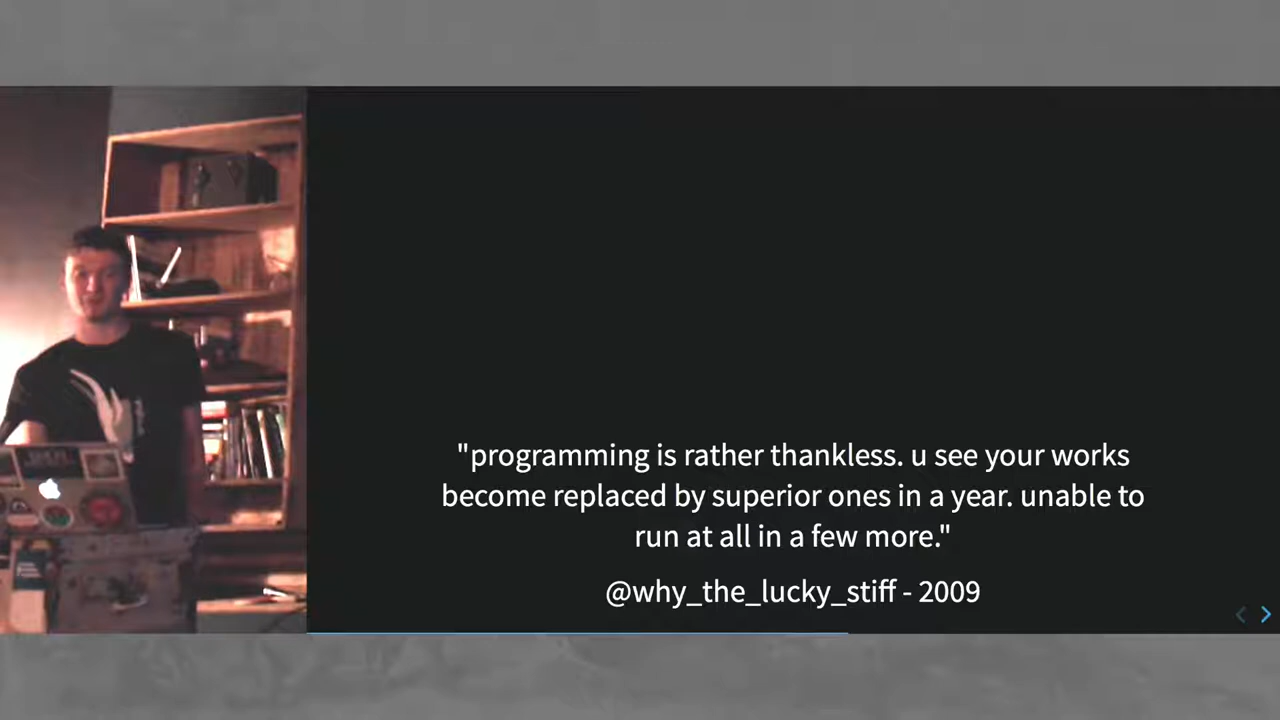 "programming is rather thankless. u see your works
become replaced by superior ones in a year. unable to
run at all in a few more."
@why_the_lucky_stiff - 2009